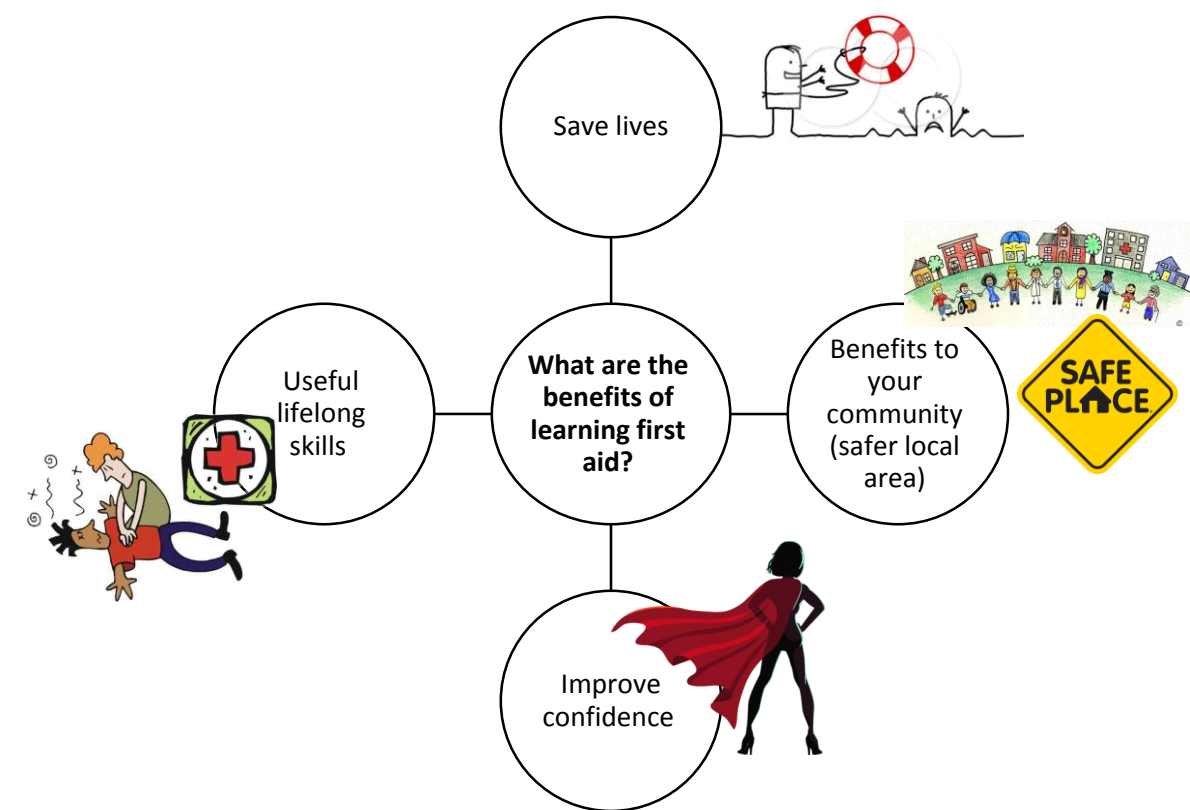 Save lives
What are the
benefits of
learning first
aid?
Useful
lifelong
skills
Benefits to
your
community
(safer local
area)
SAFE
PLACE
Improve
confidence